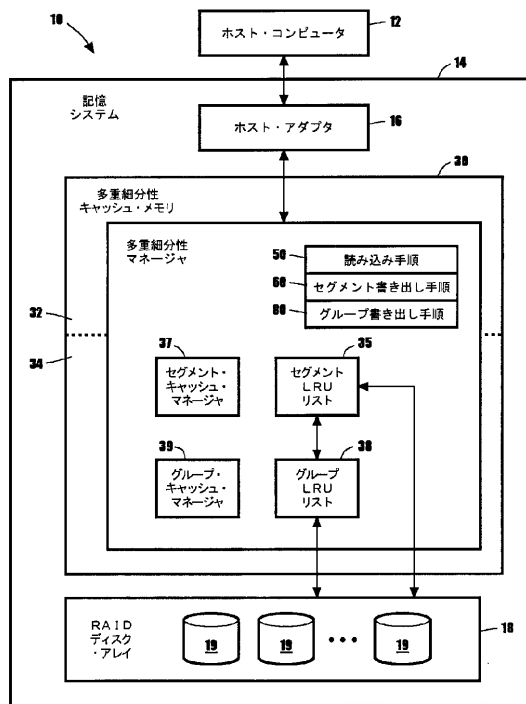 10
ホスト・コンピュータ
12
14
記憶
システム
ホスト・アダプタ
16
30
多重細分性
キャッシュ・メモリ
多重細分性
マネージャ
50
読み込み手順
60
セグメント書き出し手順
80
グループ書き出し手順
32
34
37
セグメント・
キャッシュ・
マネージャ
35
セグメント
LRU
リスト
39
グループ・
キャッシュ・
マネージャ
38
グループ
LRU
リスト
RAID
ディスク
・アレイ
19
19
•••
19
18